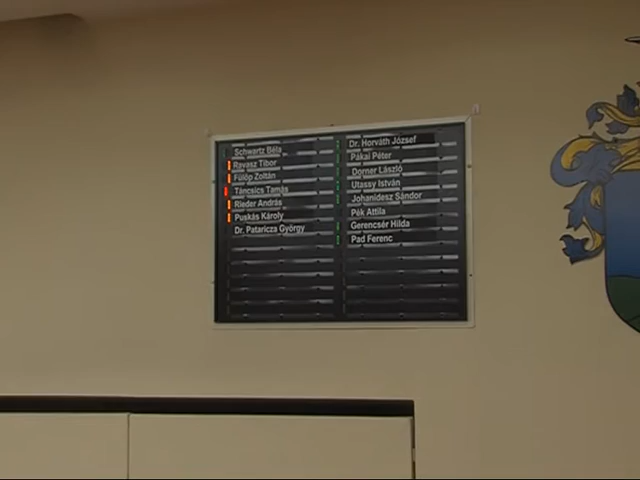 Schwartz Béla
Ravasz Tibor
Fülöp Zoltán
Táncsics Tamás
Rieder András
Puskás Károly
Dr. Pataricza György
Dr. Horváth József
Pákai Péter
Dorner László
Utassy István
Johanidesz Sándor
Pék Attila
Gerencsér Hilda
Pad Ferenc